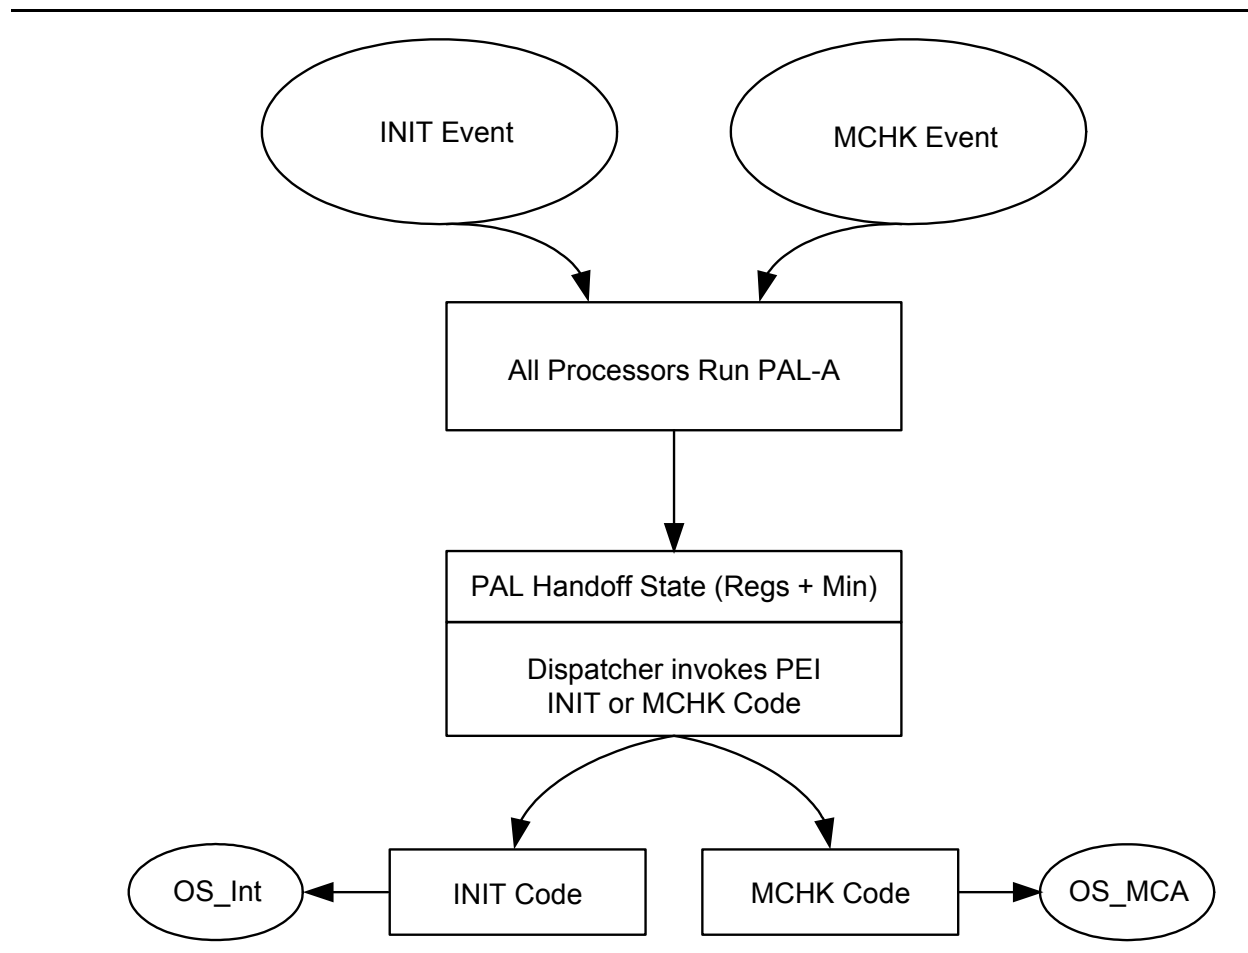 INIT Event
MCHK Event
All Processors Run PAL-A
PAL Handoff State (Regs + Min)
Dispatcher invokes PEI
INIT or MCHK Code
OS_Int
INIT Code
MCHK Code
OS_MCA